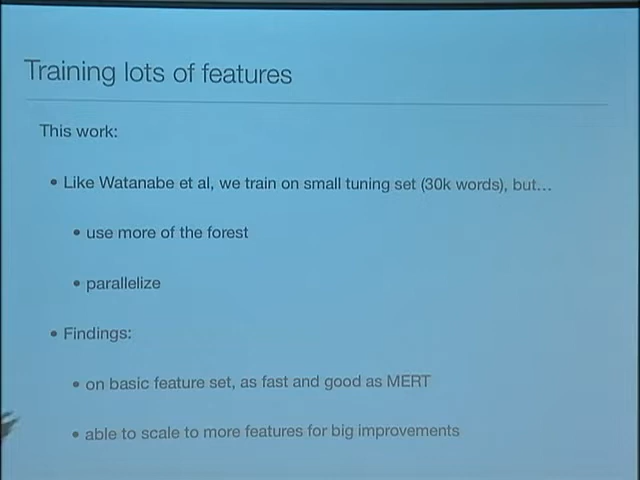 Training lots of features
This work:
• Like Watanabe et al, we train on small tuning set (30k words), but…
• use more of the forest
• parallelize
• Findings:
• on basic feature set, as fast and good as MERT
• able to scale to more features for big improvements